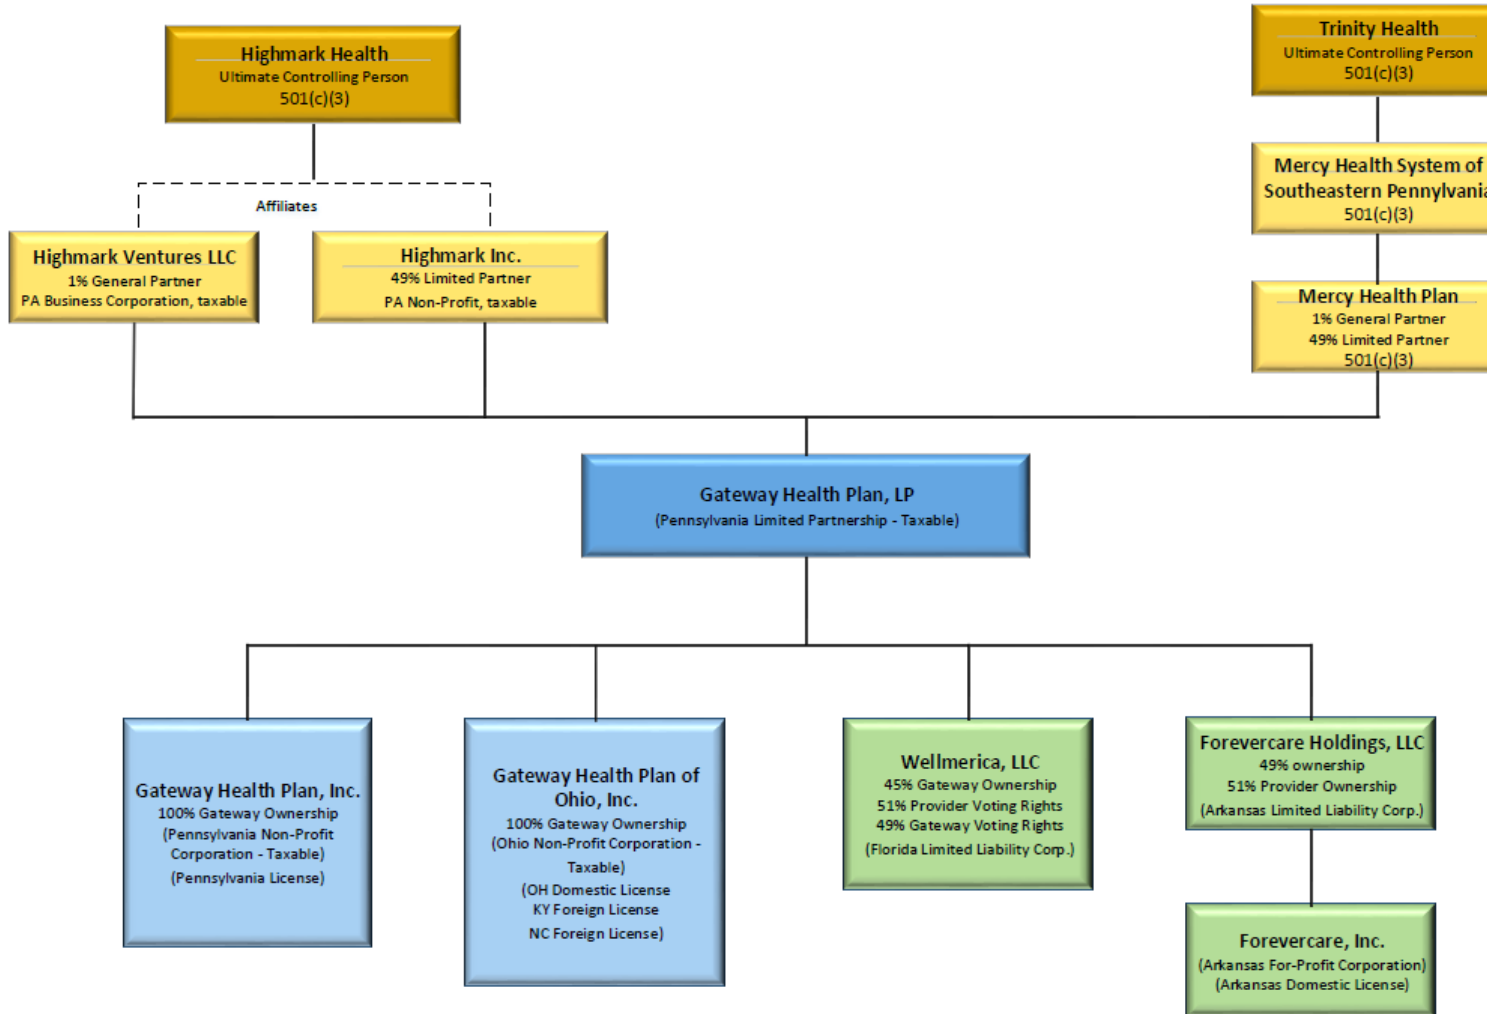 Highmark Health
Ultimate Controlling Person
501(c)(3)
Trinity Health
Ultimate Controlling Person
501(c)(3)
Mercy Health System of
Southeastern Pennsylvania
501(c)(3)
Affiliates
Highmark Ventures LLC
1% General Partner
PA Business Corporation, taxable
Highmark Inc.
49% Limited Partner
PA Non-Profit, taxable
Mercy Health Plan
1% General Partner
49% Limited Partner
501(c)(3)
Gateway Health Plan, LP
(Pennsylvania Limited Partnership - Taxable)
Gateway Health Plan, Inc.
100% Gateway Ownership
(Pennsylvania Non-Profit
Corporation - Taxable)
(Pennsylvania License)
Gateway Health Plan of
Ohio, Inc.
100% Gateway Ownership
(Ohio Non-Profit Corporation -
Taxable)
(OH Domestic License
KY Foreign License
NC Foreign License)
Wellmerica, LLC
45% Gateway Ownership
51% Provider Voting Rights
49% Gateway Voting Rights
(Florida Limited Liability Corp.)
Forevercare Holdings, LLC
49% ownership
51% Provider Ownership
(Arkansas Limited Liability Corp.)
Forevercare, Inc.
(Arkansas For-Profit Corporation)
(Arkansas Domestic License)